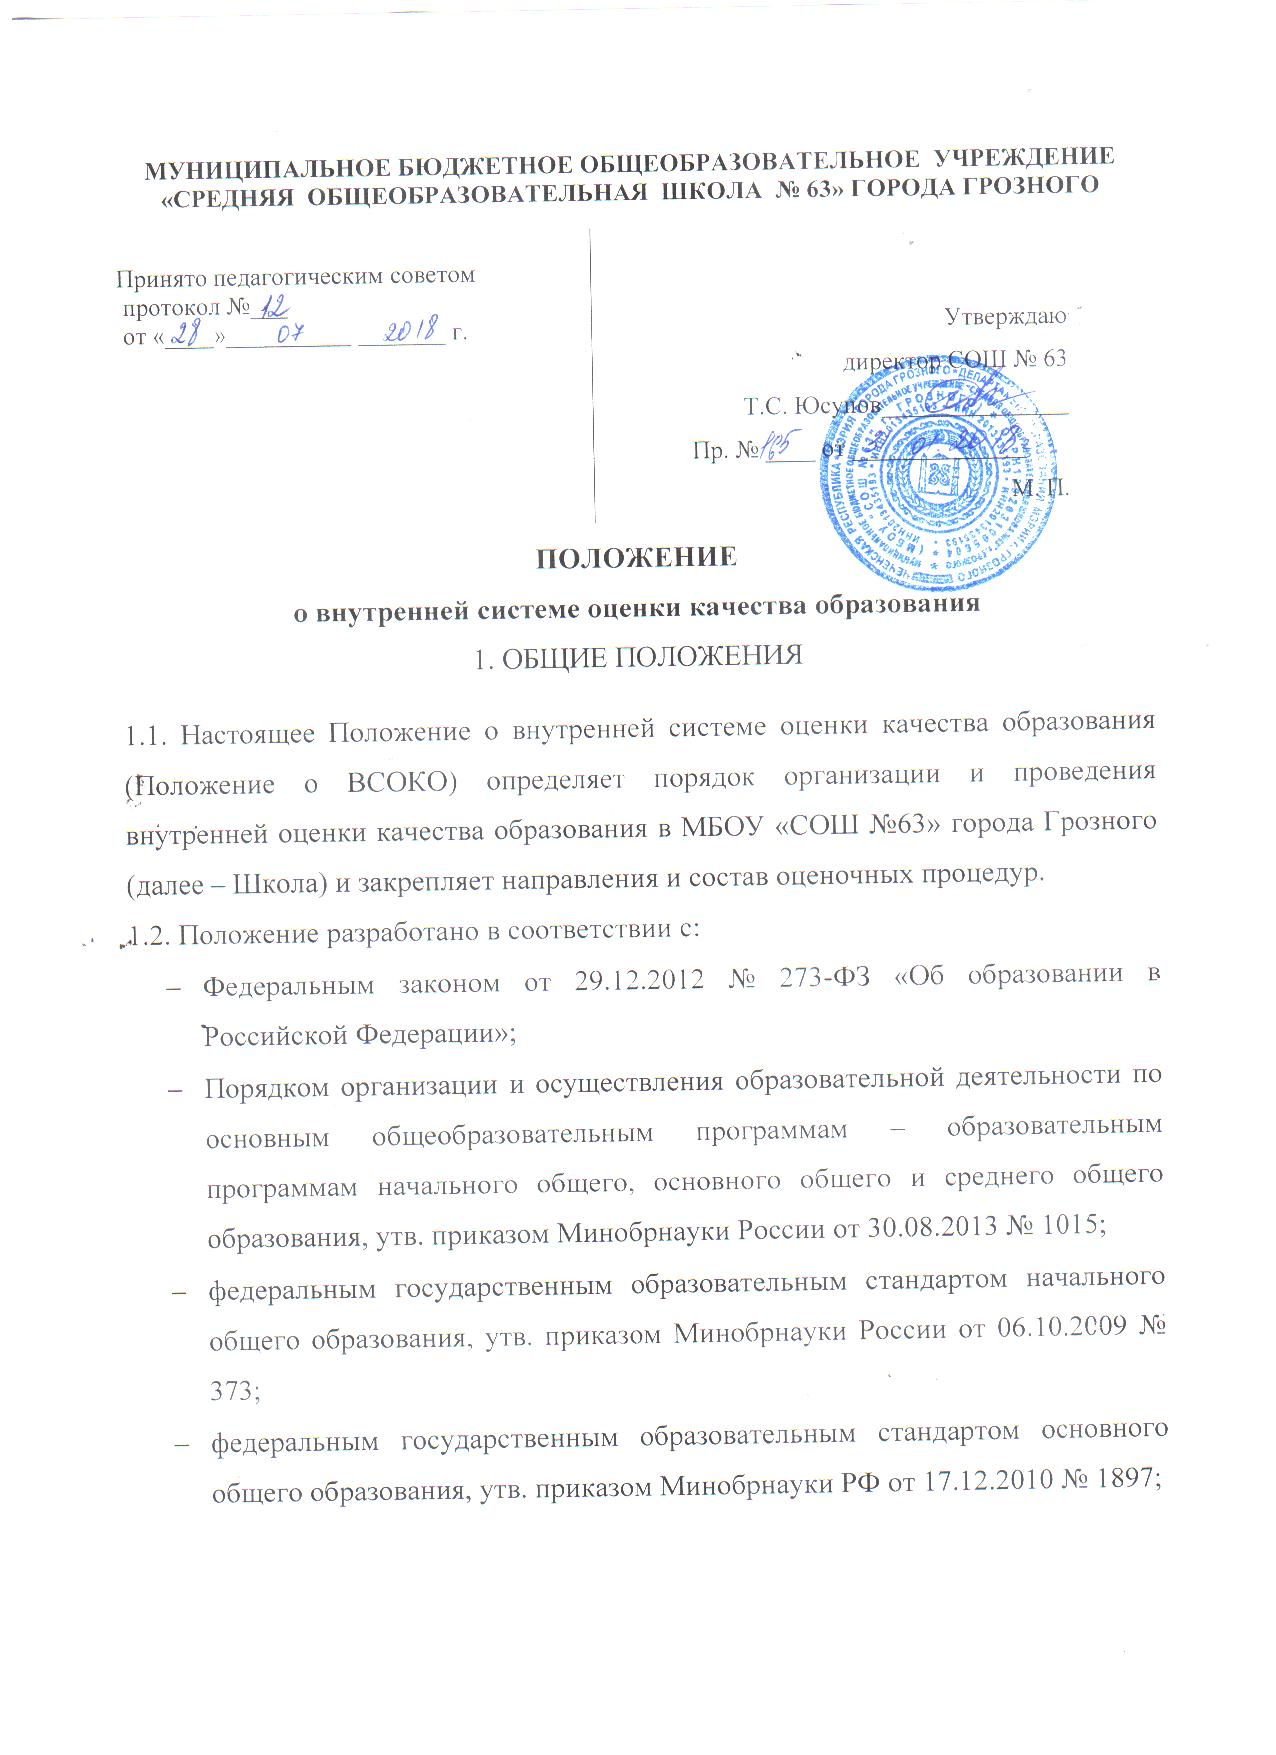 МУНИЦИПАЛЬНОЕ БЮДЖЕТНОЕ ОБЩЕОБРАЗОВАТЕЛЬНОЕ УЧРЕЖДЕНИЕ
«СРЕДНЯЯ ОБЩЕОБРАЗОВАТЕЛЬНАЯ ШКОЛА № 63» ГОРОДА ГРОЗНОГО
Принято педагогическим советом
протокол № 12
от «28» 07 2018 г.
Утверждаю
директор СОШ № 63
Т.С. Юсупов
Пр. № от
М. П.
ПОЛОЖЕНИЕ
о внутренней системе оценки качества образования
1. ОБЩИЕ ПОЛОЖЕНИЯ
1.1. Настоящее Положение о внутренней системе оценки качества образования
(Положение о ВСОКО) определяет порядок организации и проведения
внутренней оценки качества образования в МБОУ «СОШ №63» города Грозного
(далее – Школа) и закрепляет направления и состав оценочных процедур.
1.2. Положение разработано в соответствии с:
– Федеральным законом от 29.12.2012 № 273-ФЗ «Об образовании в
Российской Федерации»;
– Порядком организации и осуществления образовательной деятельности по
основным общеобразовательным программам – образовательным
программам начального общего, основного общего и среднего общего
образования, утв. приказом Минобрнауки России от 30.08.2013 № 1015;
– федеральным государственным образовательным стандартом начального
общего образования, утв. приказом Минобрнауки России от 06.10.2009 №
373;
– федеральным государственным образовательным стандартом основного
общего образования, утв. приказом Минобрнауки РФ от 17.12.2010 № 1897;